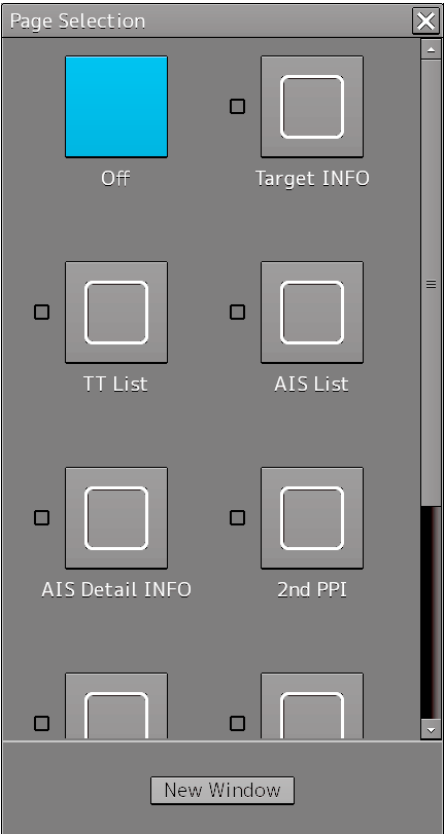 Page Selection
Off
Target INFO
TT List
AIS List
AIS Detail INFO
2nd PPI
New Window